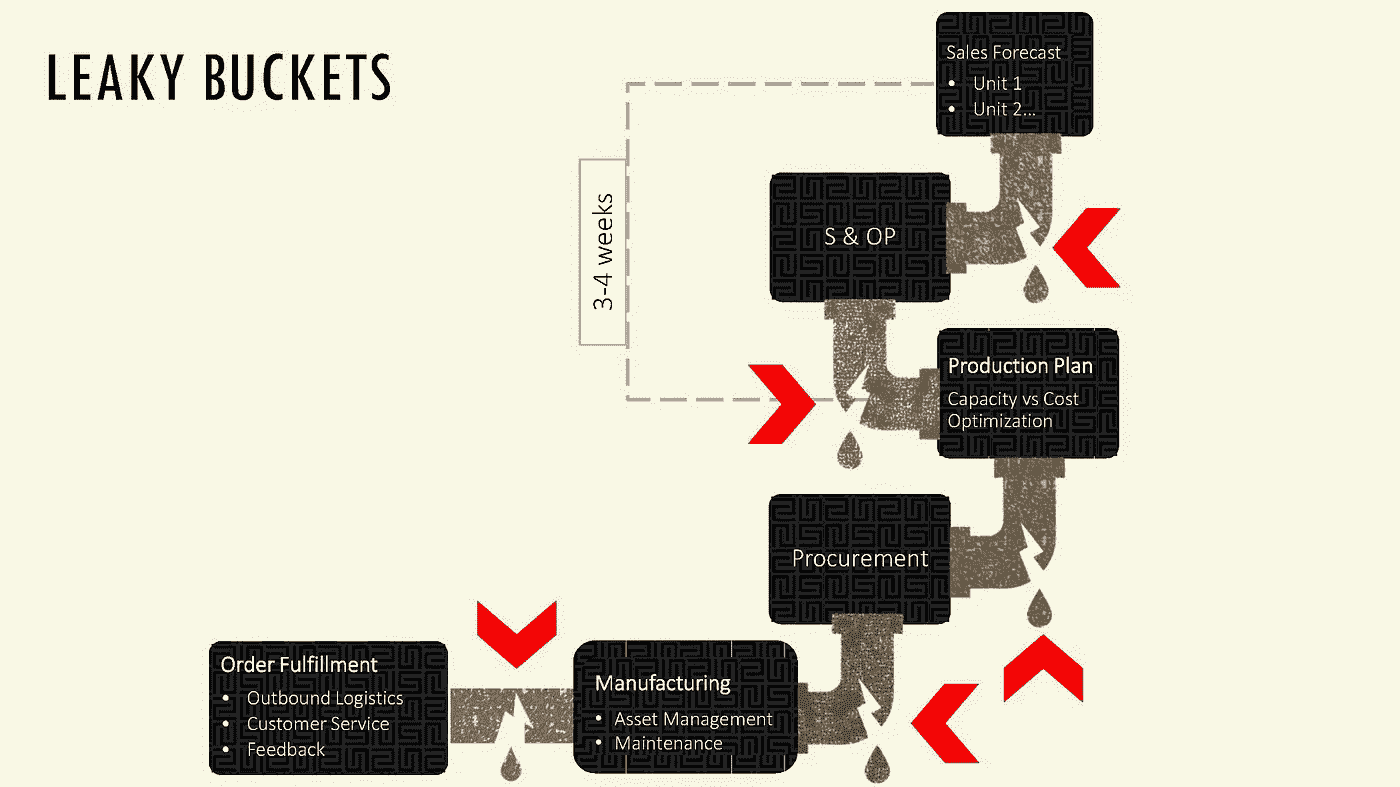 LEAKY BUCKETS
Sales Forecast
• Unit 1
• Unit 2...
3-4 weeks
S & OP
Production Plan
Capacity vs Cost
Optimization
Procurement
Manufacturing
• Asset Management
• Maintenance
Order Fulfillment
• Outbound Logistics
• Customer Service
• Feedback